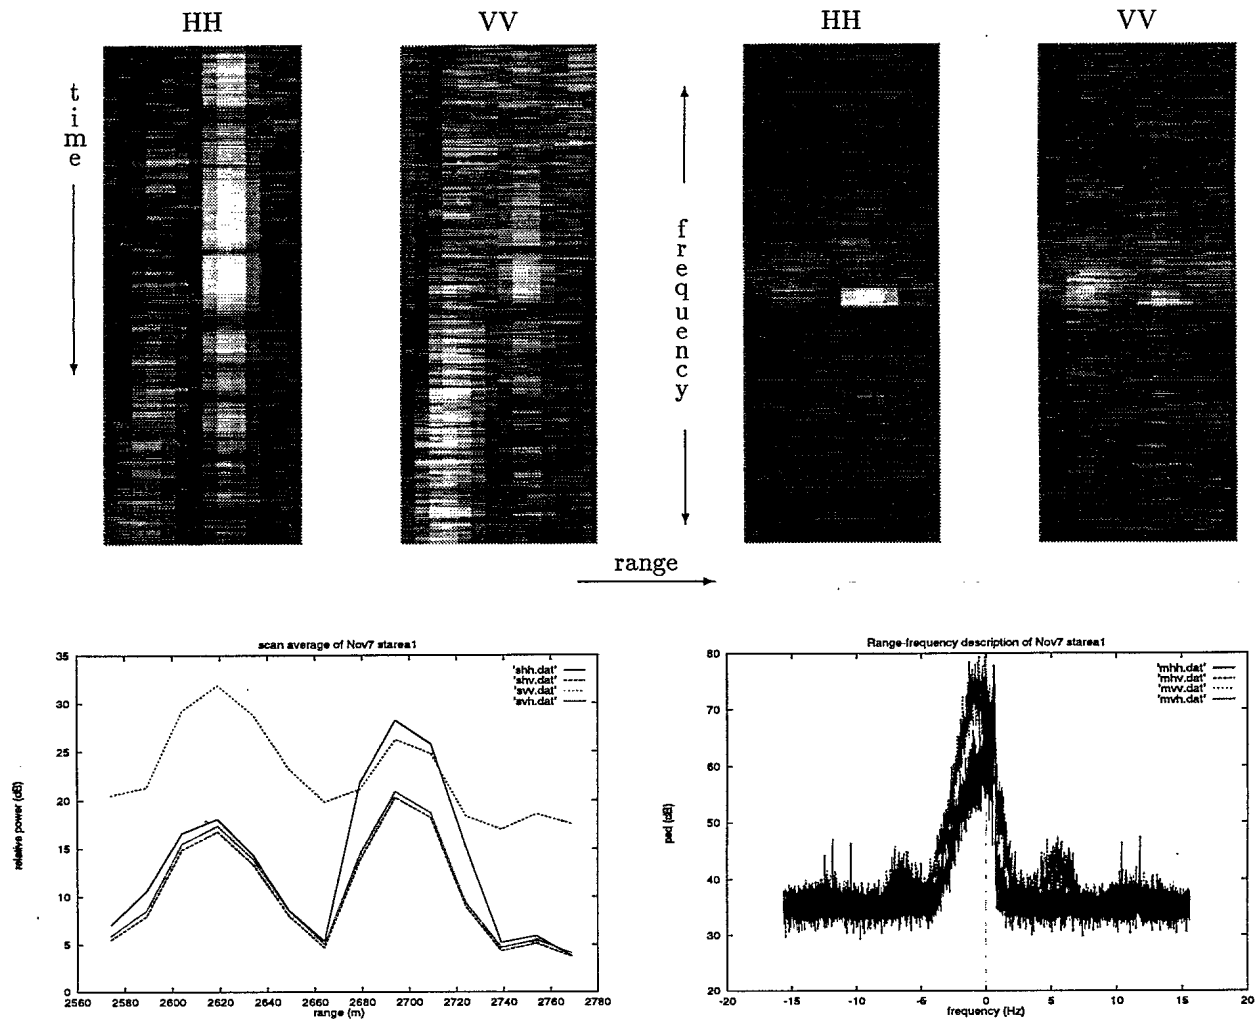 HH
VV
HH
VV
time
frequency
range
scan average of Nov7 starea1
'shh.dat'
'shv.dat'
'svv.dat'
'svh.dat'
relative power (dB)
35
30
25
20
15
10
5
0
2560 2580 2600 2620 2640 2660 2680 2700 2720 2740 2760 2780
range (m)
Range-frequency description of Nov7 starea1
'mhh.dat'
'mhv.dat'
'mvv.dat'
'mvh.dat'
psd (dB)
80
70
60
50
40
30
20
-20 -15 -10 -5 0 5 10 15 20
frequency (Hz)